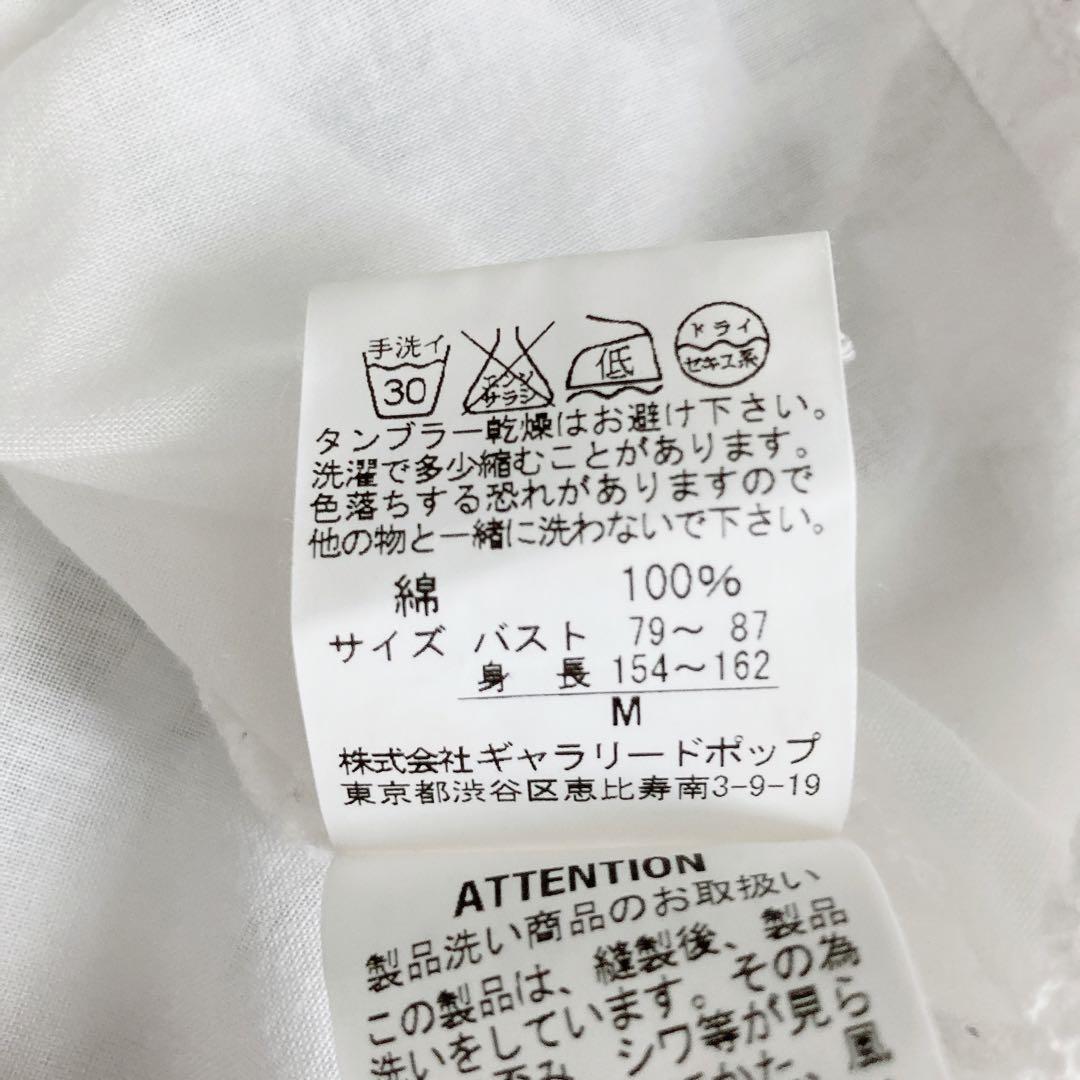 手洗イ
30
エンソ
サラシ
低
ドライ
セキユ系
タンブラー乾燥はお避け下さい。
洗濯で多少縮むことがあります。
色落ちする恐れがありますので
他の物と一緒に洗わないで下さい。
綿 100%
サイズ バスト 79～ 87
身長 154～162
M
株式会社ギャラリードポップ
東京都渋谷区恵比寿南3-9-19
ATTENTION
製品洗い商品のお取扱い
この製品は、縫製後、製品
洗いをしています。その為
シワ等が見ら
風